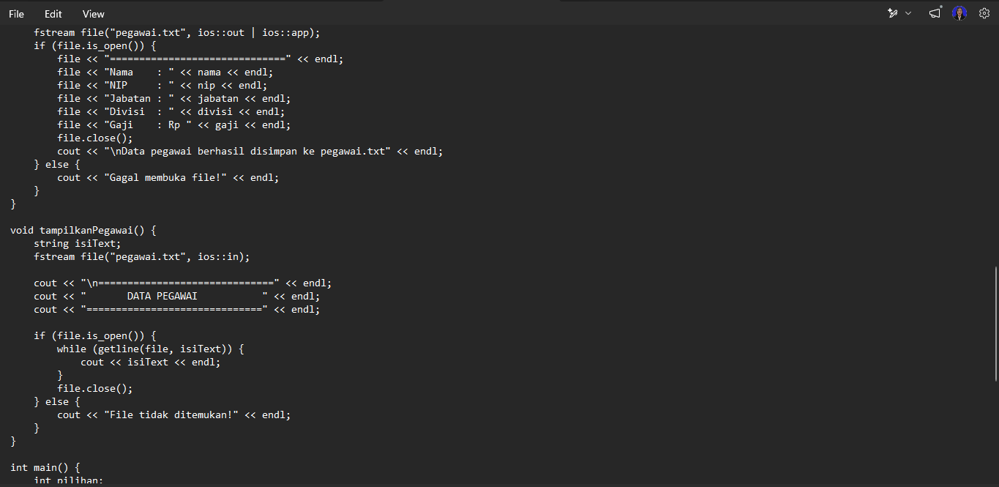 File Edit View
    fstream file("pegawai.txt", ios::out | ios::app);
    if (file.is_open()) {
        file << "==============================" << endl;
        file << "Nama    : " << nama << endl;
        file << "NIP     : " << nip << endl;
        file << "Jabatan : " << jabatan << endl;
        file << "Divisi  : " << divisi << endl;
        file << "Gaji    : Rp " << gaji << endl;
        file.close();
        cout << "\nData pegawai berhasil disimpan ke pegawai.txt" << endl;
    } else {
        cout << "Gagal membuka file!" << endl;
    }
}
void tampilkanPegawai() {
    string isiText;
    fstream file("pegawai.txt", ios::in);
    cout << "\n==============================" << endl;
    cout << "       DATA PEGAWAI           " << endl;
    cout << "==============================" << endl;
    if (file.is_open()) {
        while (getline(file, isiText)) {
            cout << isiText << endl;
        }
        file.close();
    } else {
        cout << "File tidak ditemukan!" << endl;
    }
}
int main() {
    int pilihan;